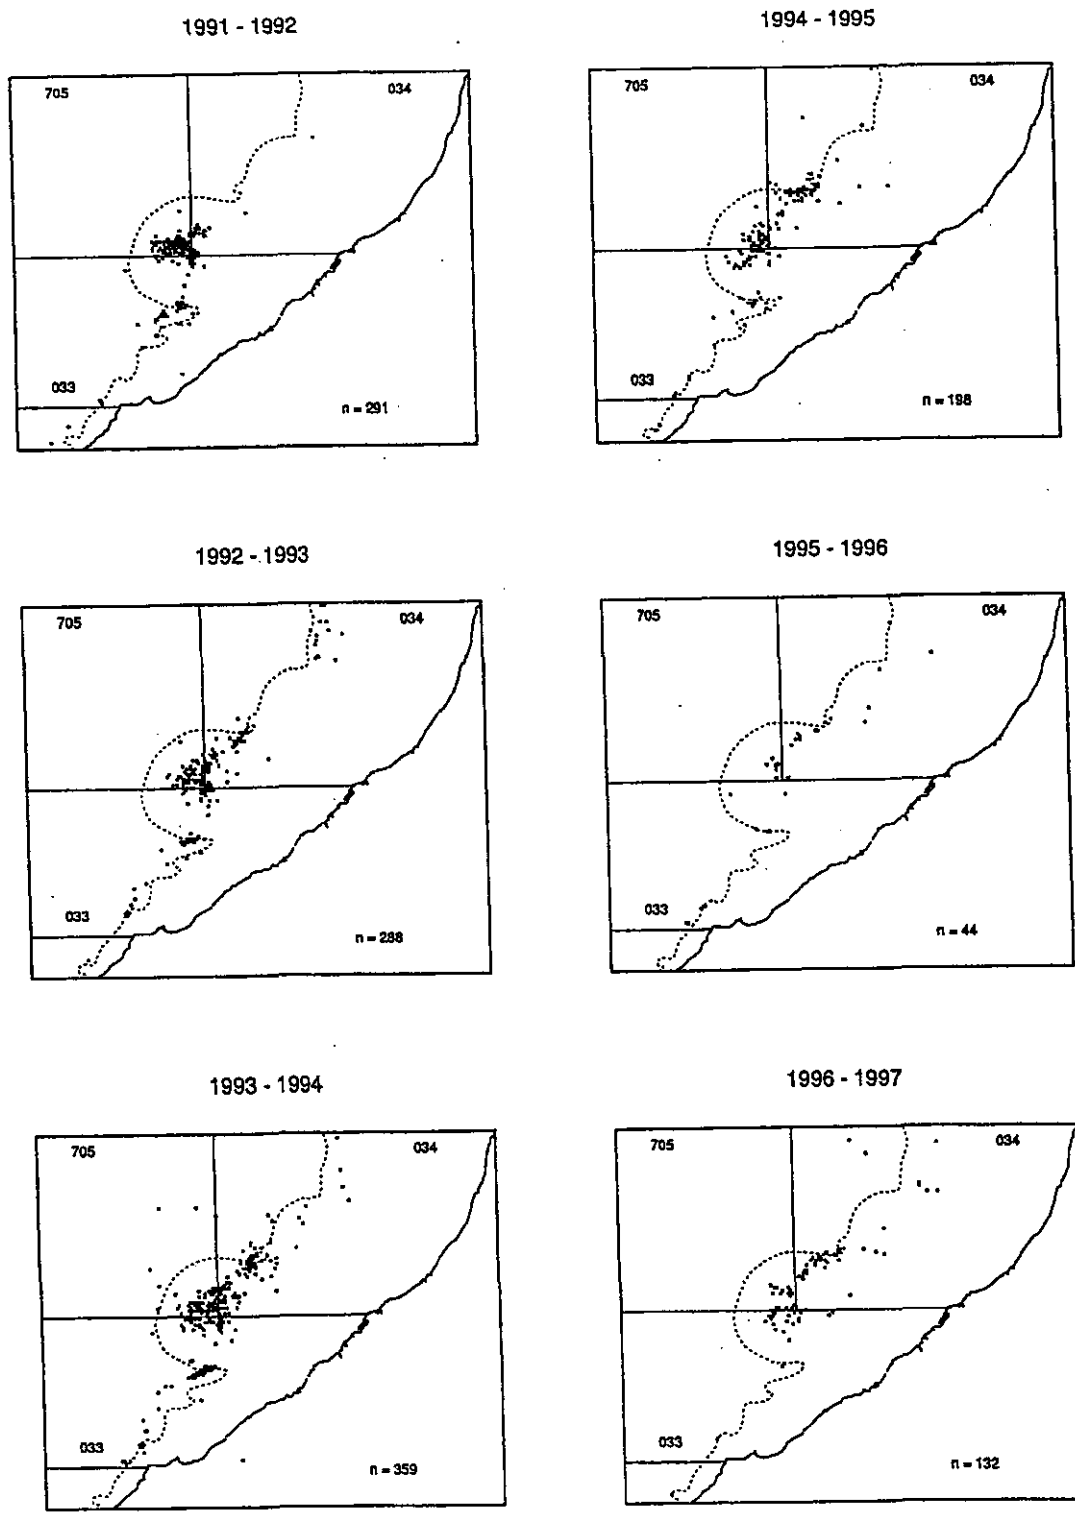 1991 - 1992
705
034
033
n = 291
1994 - 1995
705
034
033
n = 198
1992 - 1993
705
034
033
n = 288
1995 - 1996
705
034
033
n = 44
1993 - 1994
705
034
033
n = 359
1996 - 1997
705
034
033
n = 132